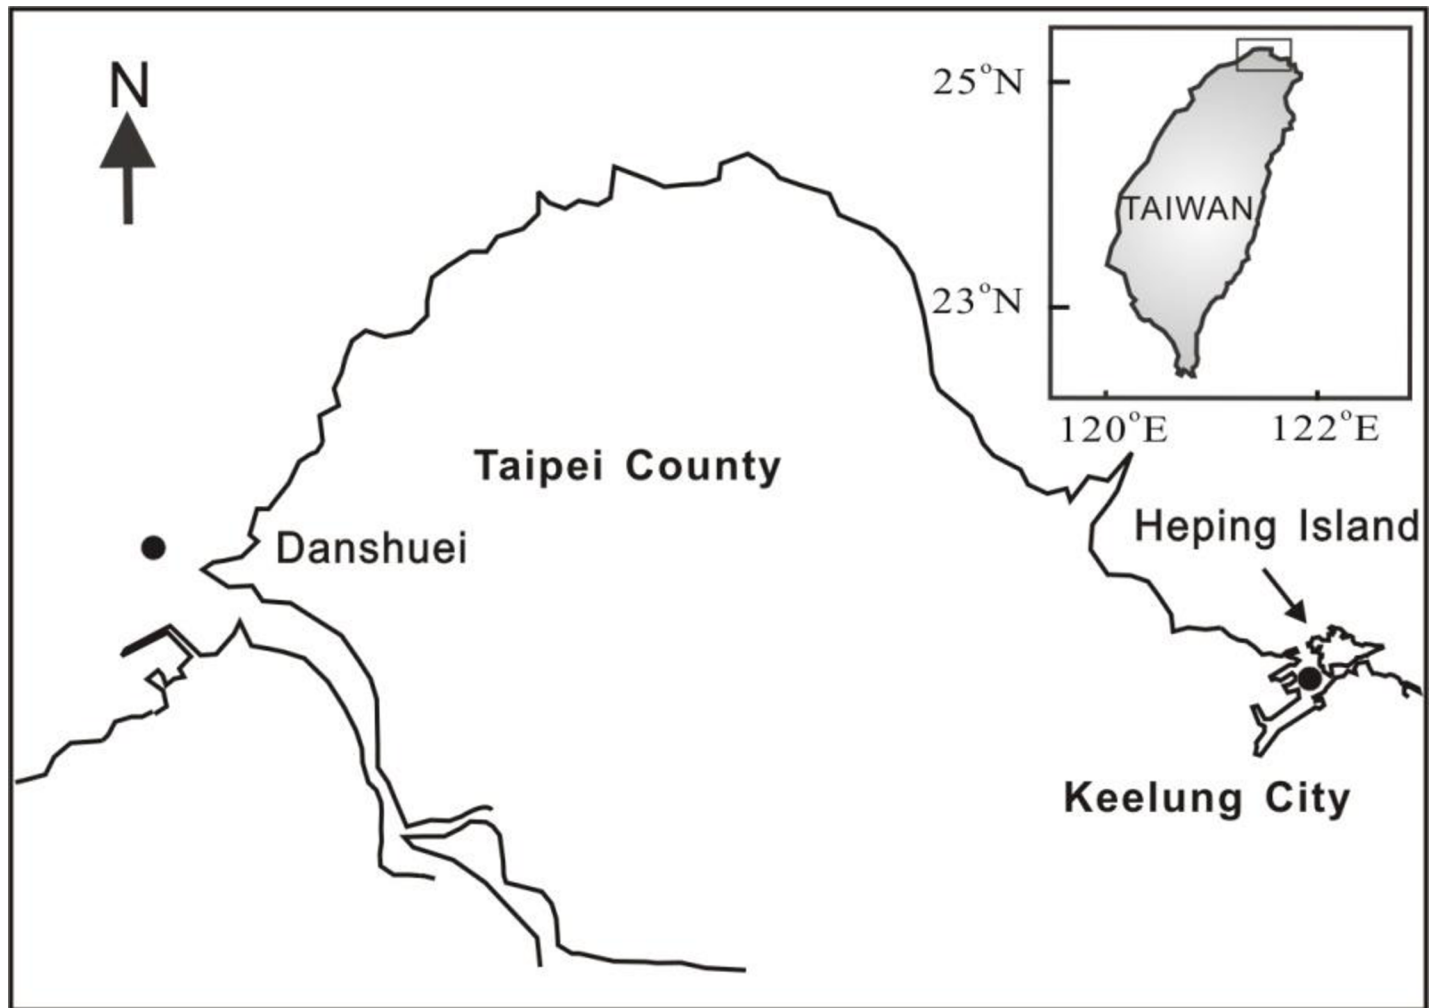 N
25°N
TAIWAN
23°N
120°E
122°E
Taipei County
Heping Island
Danshuei
Keelung City